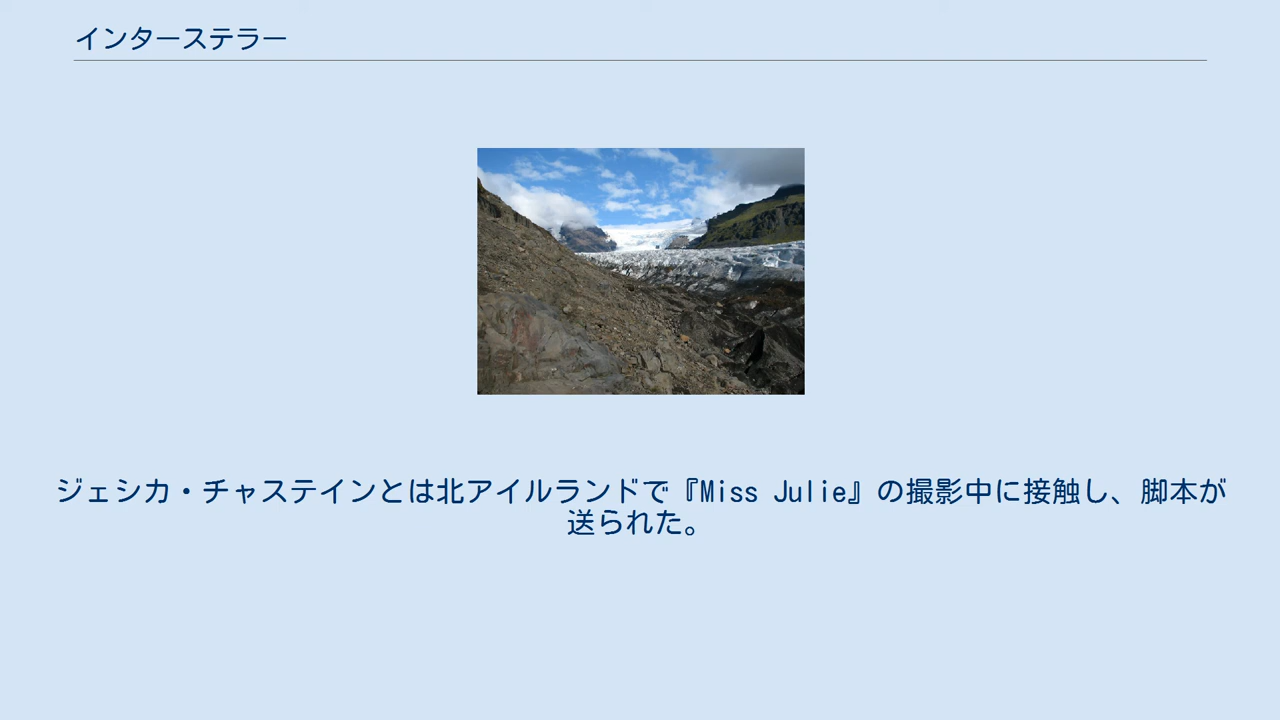 インターステラー
ジェシカ・チャステインとは北アイルランドで『Miss Julie』の撮影中に接触し、脚本が
送られた。